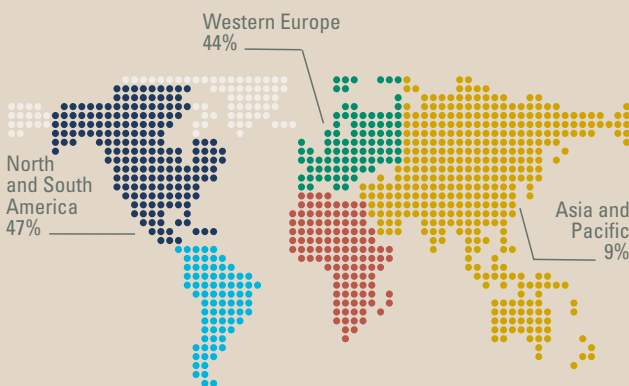 Western Europe
44%
North
and South
America
47%
Asia and
Pacific
9%